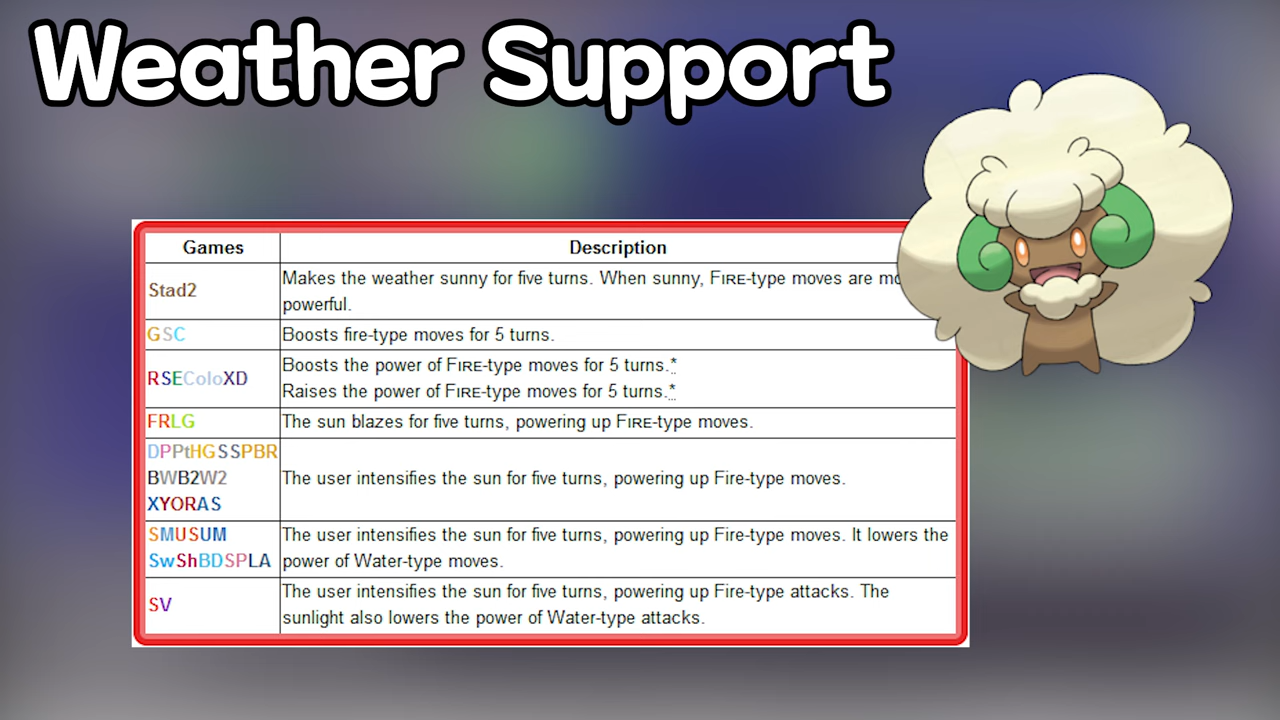 Weather Support
Games Description
Stad2 Makes the weather sunny for five turns. When sunny, FIRE-type moves are
powerful.
GSC Boosts fire-type moves for 5 turns.
RSEColoXD Boosts the power of FIRE-type moves for 5 turns.*
Raises the power of FIRE-type moves for 5 turns.*
FRLG The sun blazes for five turns, powering up FIRE-type moves.
DPPtHGSSPBR
BWB2W2 The user intensifies the sun for five turns, powering up Fire-type moves.
XYORAS
SMUSUM The user intensifies the sun for five turns, powering up Fire-type moves. It lowers the
SwShBDSPLA power of Water-type moves.
SV The user intensifies the sun for five turns, powering up Fire-type attacks. The
sunlight also lowers the power of Water-type attacks.